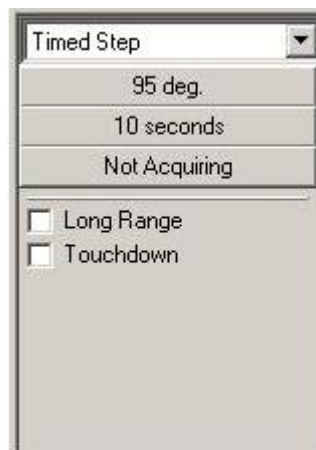 Timed Step
95 deg.
10 seconds
Not Acquiring
Long Range
Touchdown